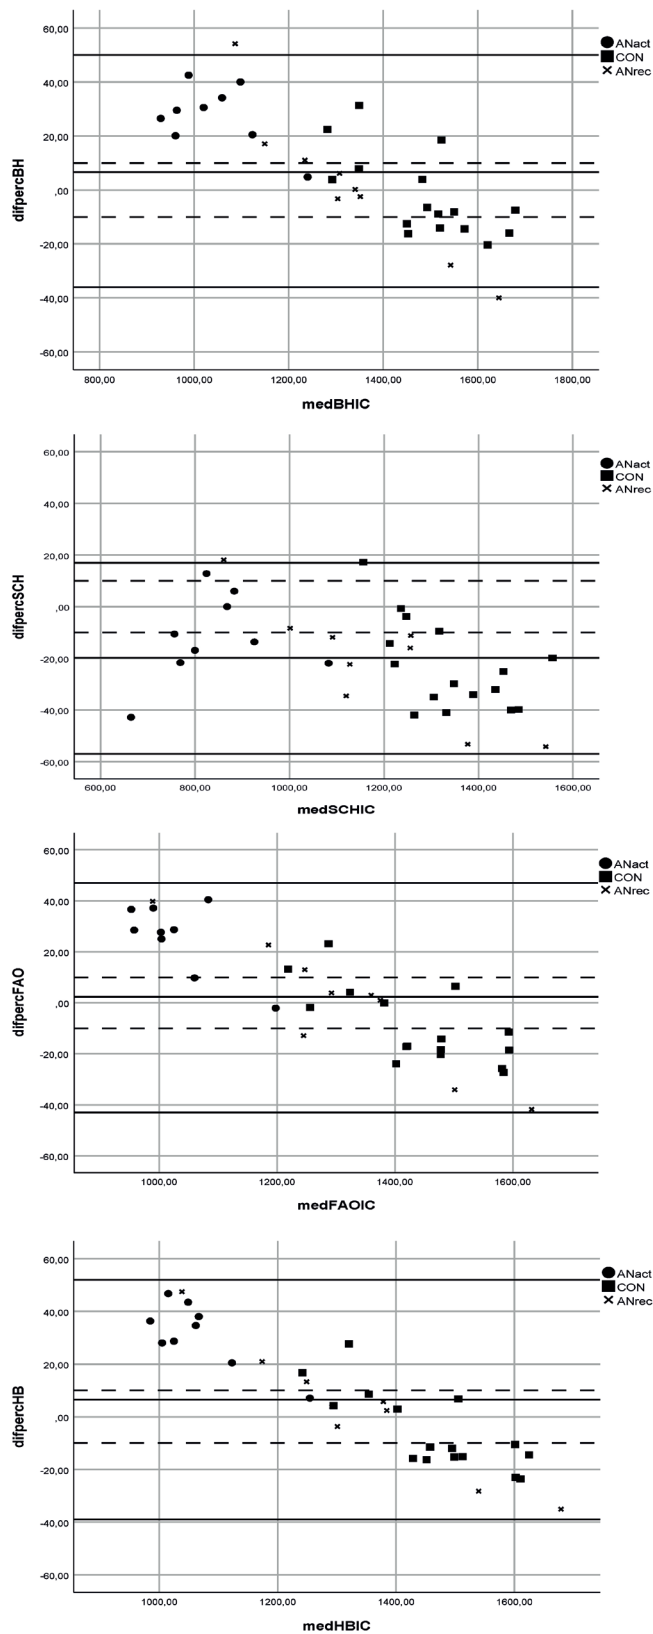 60,00
40,00
20,00
,00
-20,00
-40,00
-60,00
difpercBH
800,00 1000,00 1200,00 1400,00 1600,00 1800,00
medBHIC
ANact
CON
ANrec
60,00
40,00
20,00
,00
-20,00
-40,00
-60,00
difpercSCH
600,00 800,00 1000,00 1200,00 1400,00 1600,00
medSCHIC
ANact
CON
ANrec
60,00
40,00
20,00
,00
-20,00
-40,00
-60,00
difpercFAO
1000,00 1200,00 1400,00 1600,00
medFAOIC
ANact
CON
ANrec
60,00
40,00
20,00
,00
-20,00
-40,00
-60,00
difpercHB
1000,00 1200,00 1400,00 1600,00
medHBIC
ANact
CON
ANrec